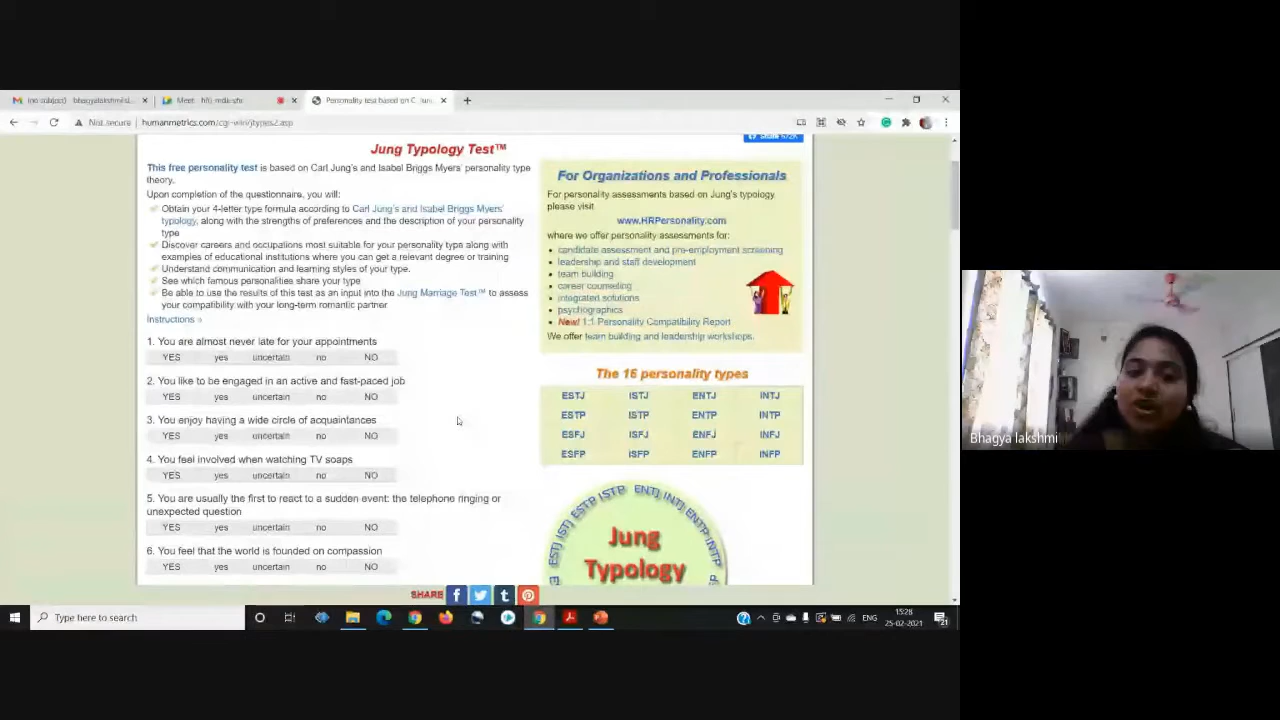 Personality test based on C. Jun
Not secure
humanmetrics.com/cgi-win/jtypes2.asp
Jung Typology Test™
This free personality test is based on Carl Jung's and Isabel Briggs Myers' personality type
theory.
Upon completion of the questionnaire, you will:
Obtain your 4-letter type formula according to Carl Jung's and Isabel Briggs Myers'
typology, along with the strengths of preferences and the description of your personality
type
Discover careers and occupations most suitable for your personality type along with
examples of educational institutions where you can get a relevant degree or training
Understand communication and learning styles of your type.
See which famous personalities share your type
Be able to use the results of this test as an input into the Jung Marriage Test™ to assess
your compatibility with your long-term romantic partner
Instructions »
1. You are almost never late for your appointments
YES yes uncertain no NO
2. You like to be engaged in an active and fast-paced job
YES yes uncertain no NO
3. You enjoy having a wide circle of acquaintances
YES yes uncertain no NO
4. You feel involved when watching TV soaps
YES yes uncertain no NO
5. You are usually the first to react to a sudden event: the telephone ringing or
unexpected question
YES yes uncertain no NO
6. You feel that the world is founded on compassion
YES yes uncertain no NO
For Organizations and Professionals
For personality assessments based on Jung's typology
please visit
www.HRPersonality.com
where we offer personality assessments for:
• candidate assessment and pre-employment screening
• leadership and staff development
• team building
• career counseling
• integrated solutions
• psychographics
• New! 1:1 Personality Compatibility Report
We offer team building and leadership workshops.
The 16 personality types
ESTJ ISTJ ENTJ INTJ
ESTP ISTP ENTP INTP
ESFJ ISFJ ENFJ INFJ
ESFP ISFP ENFP INFP
ESTJ ISTJ ESTP ISTP ENTJ INTJ ENTP INTP
Jung
Typology
SHARE
Type here to search
ENG
15:28
25-02-2021
21
Bhagya lakshmi